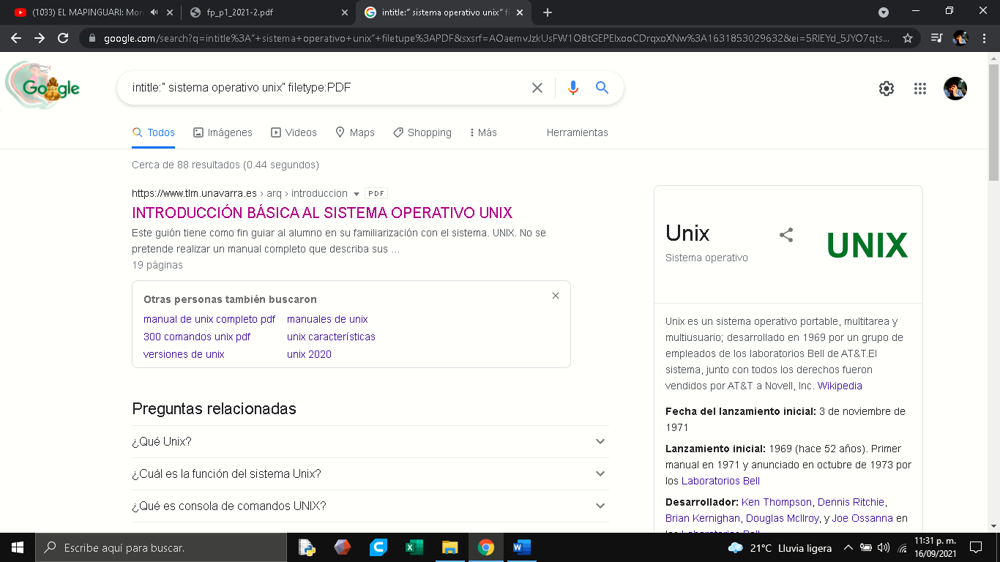 (1033) EL MAPINGUARI: Mon
fp_p1_2021-2.pdf
intitle:" sistema operativo unix" fi
google.com/search?q=intitle%3A"+sistema+operativo+unix"+filetype%3APDF&sxsrf=AOaemvJzkUsFW1O8tGEPElxooCDrqxoXNw%3A1631853029632&ei=5RlEYd_5JYO7qts...
Google
intitle:" sistema operativo unix" filetype:PDF
Todos
Imágenes
Videos
Maps
Shopping
Más
Herramientas
Cerca de 88 resultados (0.44 segundos)
https://www.tlm.unavarra.es › arq › introduccion PDF
INTRODUCCIÓN BÁSICA AL SISTEMA OPERATIVO UNIX
Este guión tiene como fin guiar al alumno en su familiarización con el sistema. UNIX. No se
pretende realizar un manual completo que describa sus ...
19 páginas
Otras personas también buscaron
manual de unix completo pdf
manuales de unix
300 comandos unix pdf
unix características
versiones de unix
unix 2020
Preguntas relacionadas
¿Qué Unix?
¿Cuál es la función del sistema Unix?
¿Qué es consola de comandos UNIX?
Unix
Sistema operativo
UNIX
Unix es un sistema operativo portable, multitarea y
multiusuario; desarrollado en 1969 por un grupo de
empleados de los laboratorios Bell de AT&T.El
sistema, junto con todos los derechos fueron
vendidos por AT&T a Novell, Inc. Wikipedia
Fecha del lanzamiento inicial: 3 de noviembre de
1971
Lanzamiento inicial: 1969 (hace 52 años). Primer
manual en 1971 y anunciado en octubre de 1973 por
los Laboratorios Bell
Desarrollador: Ken Thompson, Dennis Ritchie,
Brian Kernighan, Douglas McIlroy, y Joe Ossanna en
los Laboratorios Bell
Escribe aquí para buscar.
21°C Lluvia ligera
11:31 p. m.
16/09/2021